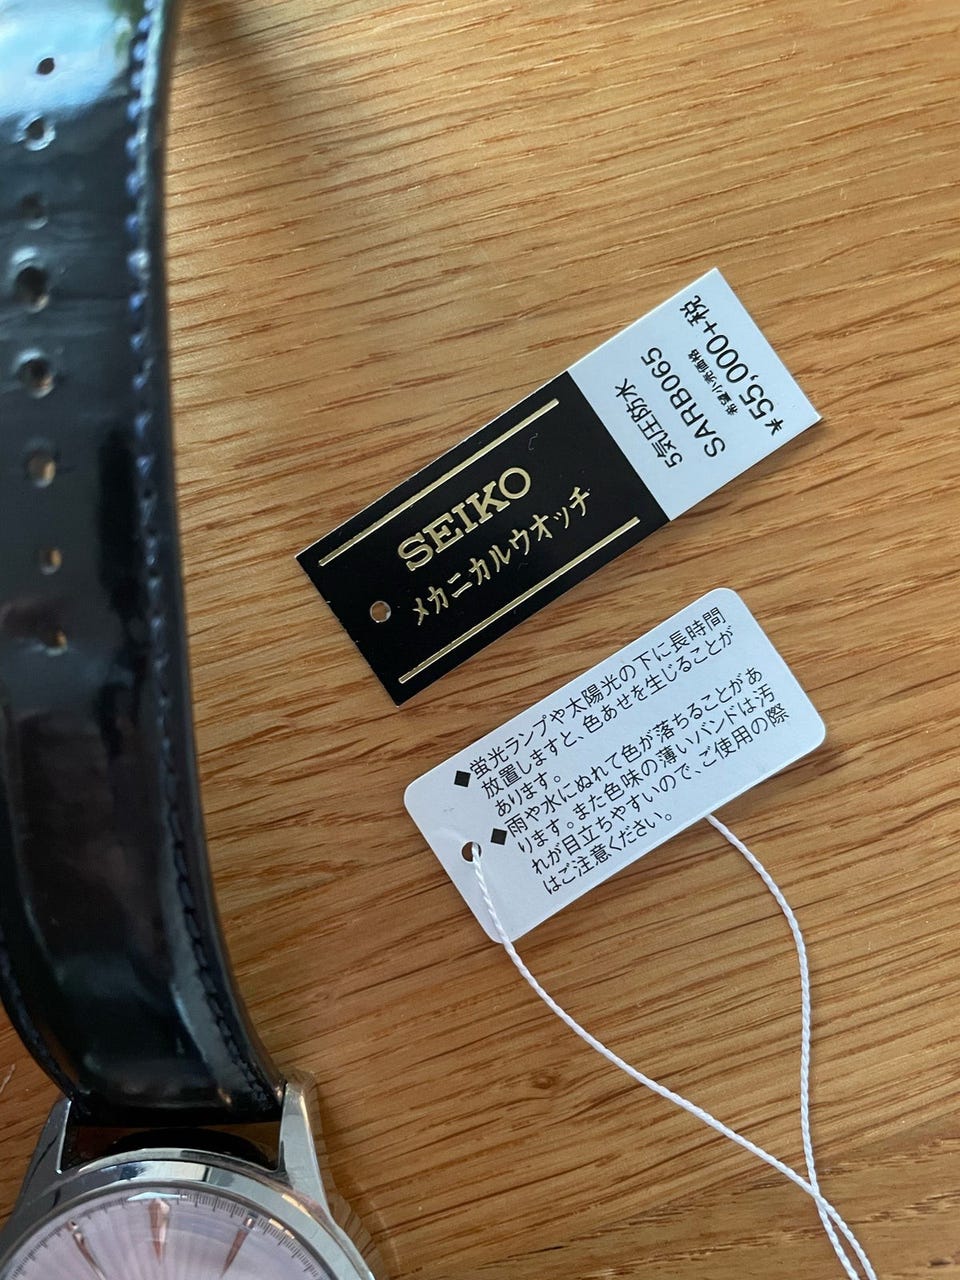 SEIKO
メカニカルウオッチ
5気圧防水
SARB065
希望小売価格
¥55,000+税
◆蛍光ランプや太陽光の下に長時間
放置しますと、色あせを生じることが
あります。
◆雨や水にぬれて色が落ちることがあ
ります。また色味の薄いバンドは汚
れが目立ちやすいので、ご使用の際
はご注意ください。